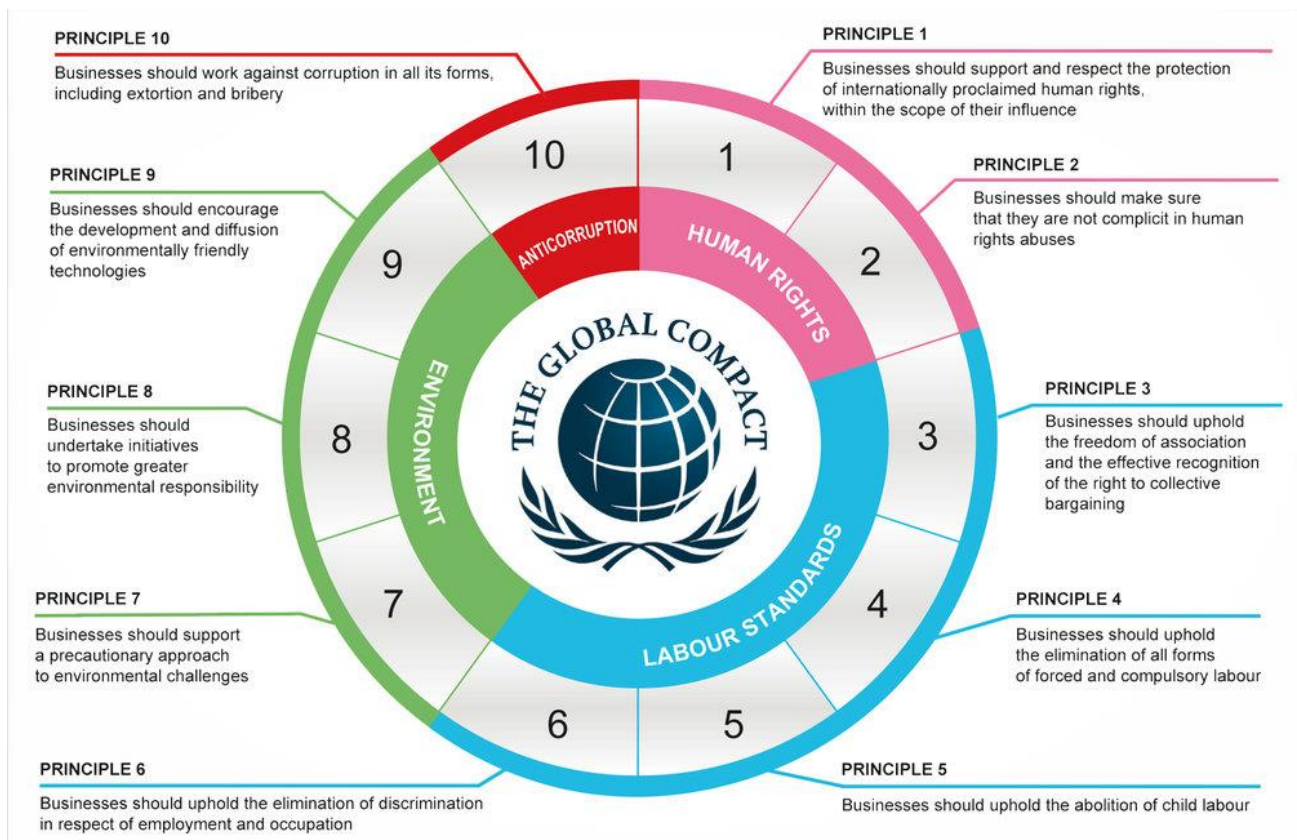 PRINCIPLE 1
Businesses should support and respect the protection
of internationally proclaimed human rights,
within the scope of their influence
PRINCIPLE 2
Businesses should make sure
that they are not complicit in human
rights abuses
PRINCIPLE 3
Businesses should uphold
the freedom of association
and the effective recognition
of the right to collective
bargaining
PRINCIPLE 4
Businesses should uphold
the elimination of all forms
of forced and compulsory labour
PRINCIPLE 5
Businesses should uphold the abolition of child labour
PRINCIPLE 6
Businesses should uphold the elimination of discrimination
in respect of employment and occupation
PRINCIPLE 7
Businesses should support
a precautionary approach
to environmental challenges
PRINCIPLE 8
Businesses should
undertake initiatives
to promote greater
environmental responsibility
PRINCIPLE 9
Businesses should encourage
the development and diffusion
of environmentally friendly
technologies
PRINCIPLE 10
Businesses should work against corruption in all its forms,
including extortion and bribery
1
2
3
4
5
6
7
8
9
10
HUMAN RIGHTS
LABOUR STANDARDS
ENVIRONMENT
ANTICORRUPTION
THE GLOBAL COMPACT